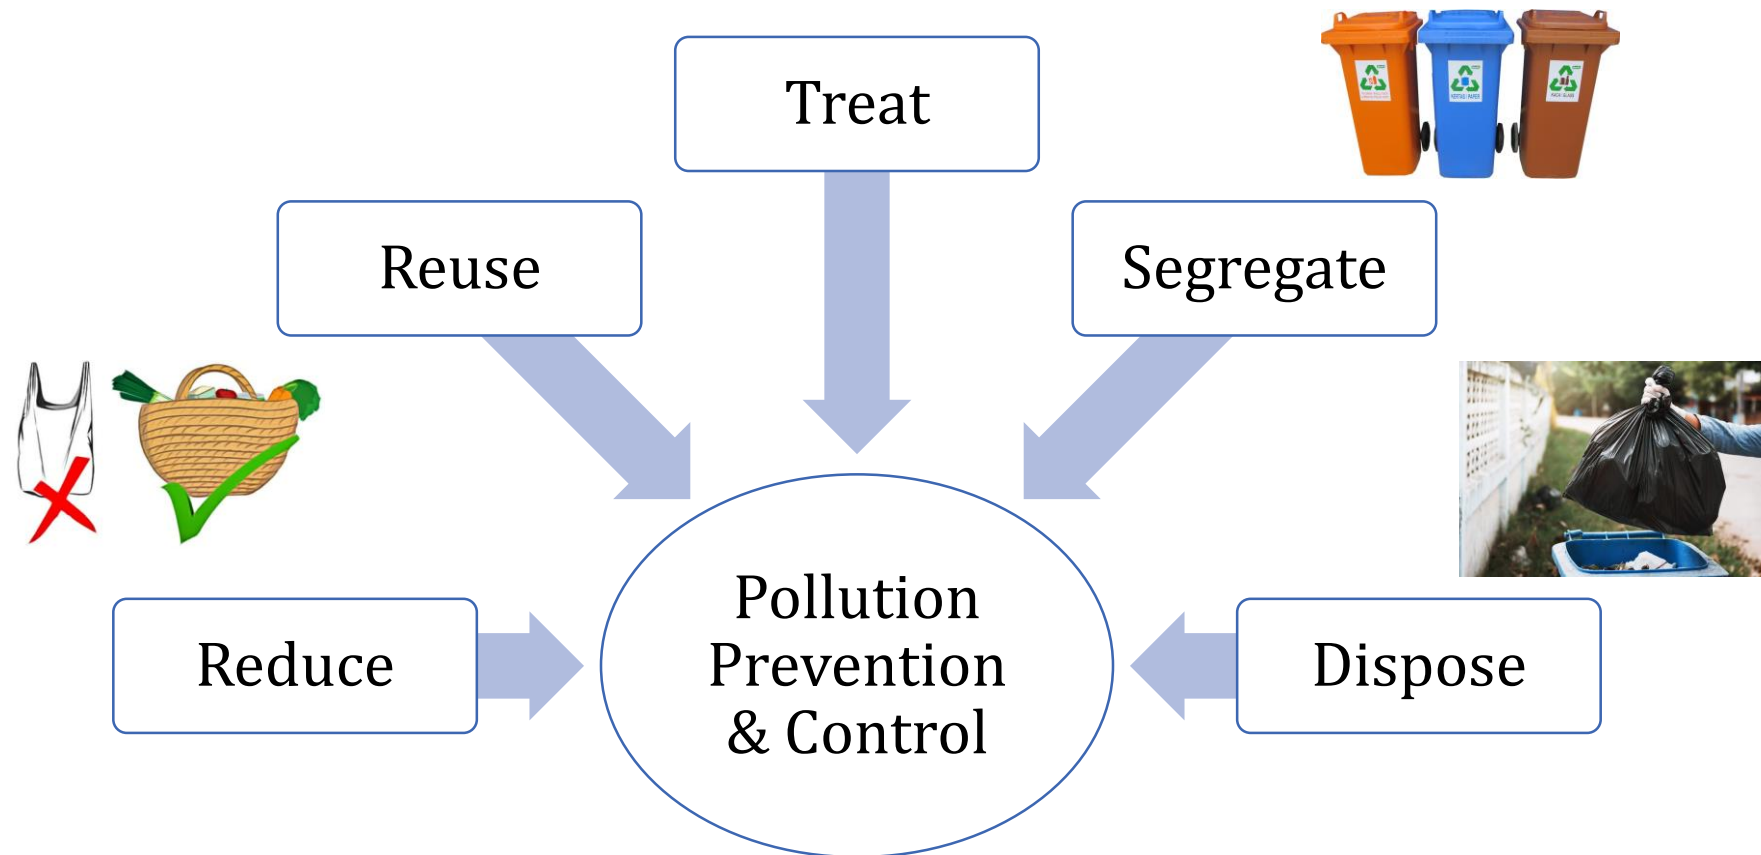 Treat
Reuse
Segregate
Reduce
Pollution
Prevention
& Control
Dispose